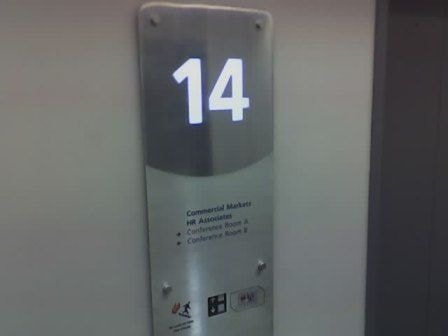 14
Commercial Markets
HR Associates
→ Conference Room A
→ Conference Room B